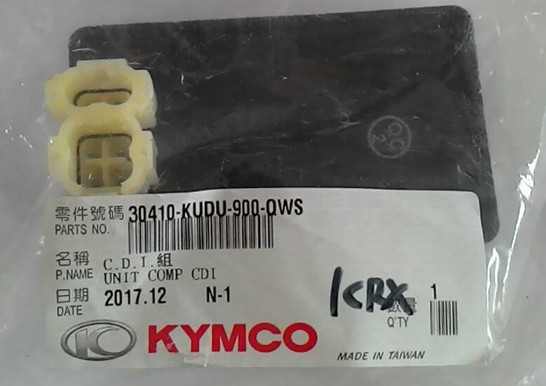 零件號碼 30410-KUDU-900-QWS
PARTS NO.
名稱 C.D.I.組
P.NAME UNIT COMP CDI
日期 2017.12 N-1
DATE
KCRX 1
Q'TY
KYMCO
MADE IN TAIWAN